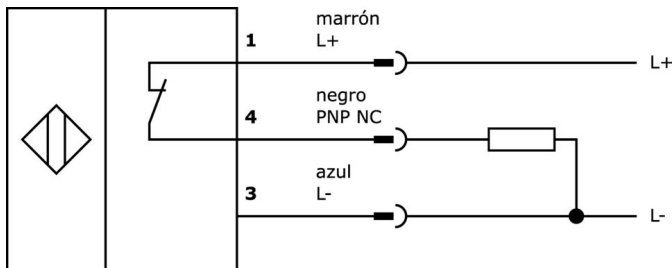 marrón
1 L+
L+
negro
4 PNP NC
azul
3 L-
L-